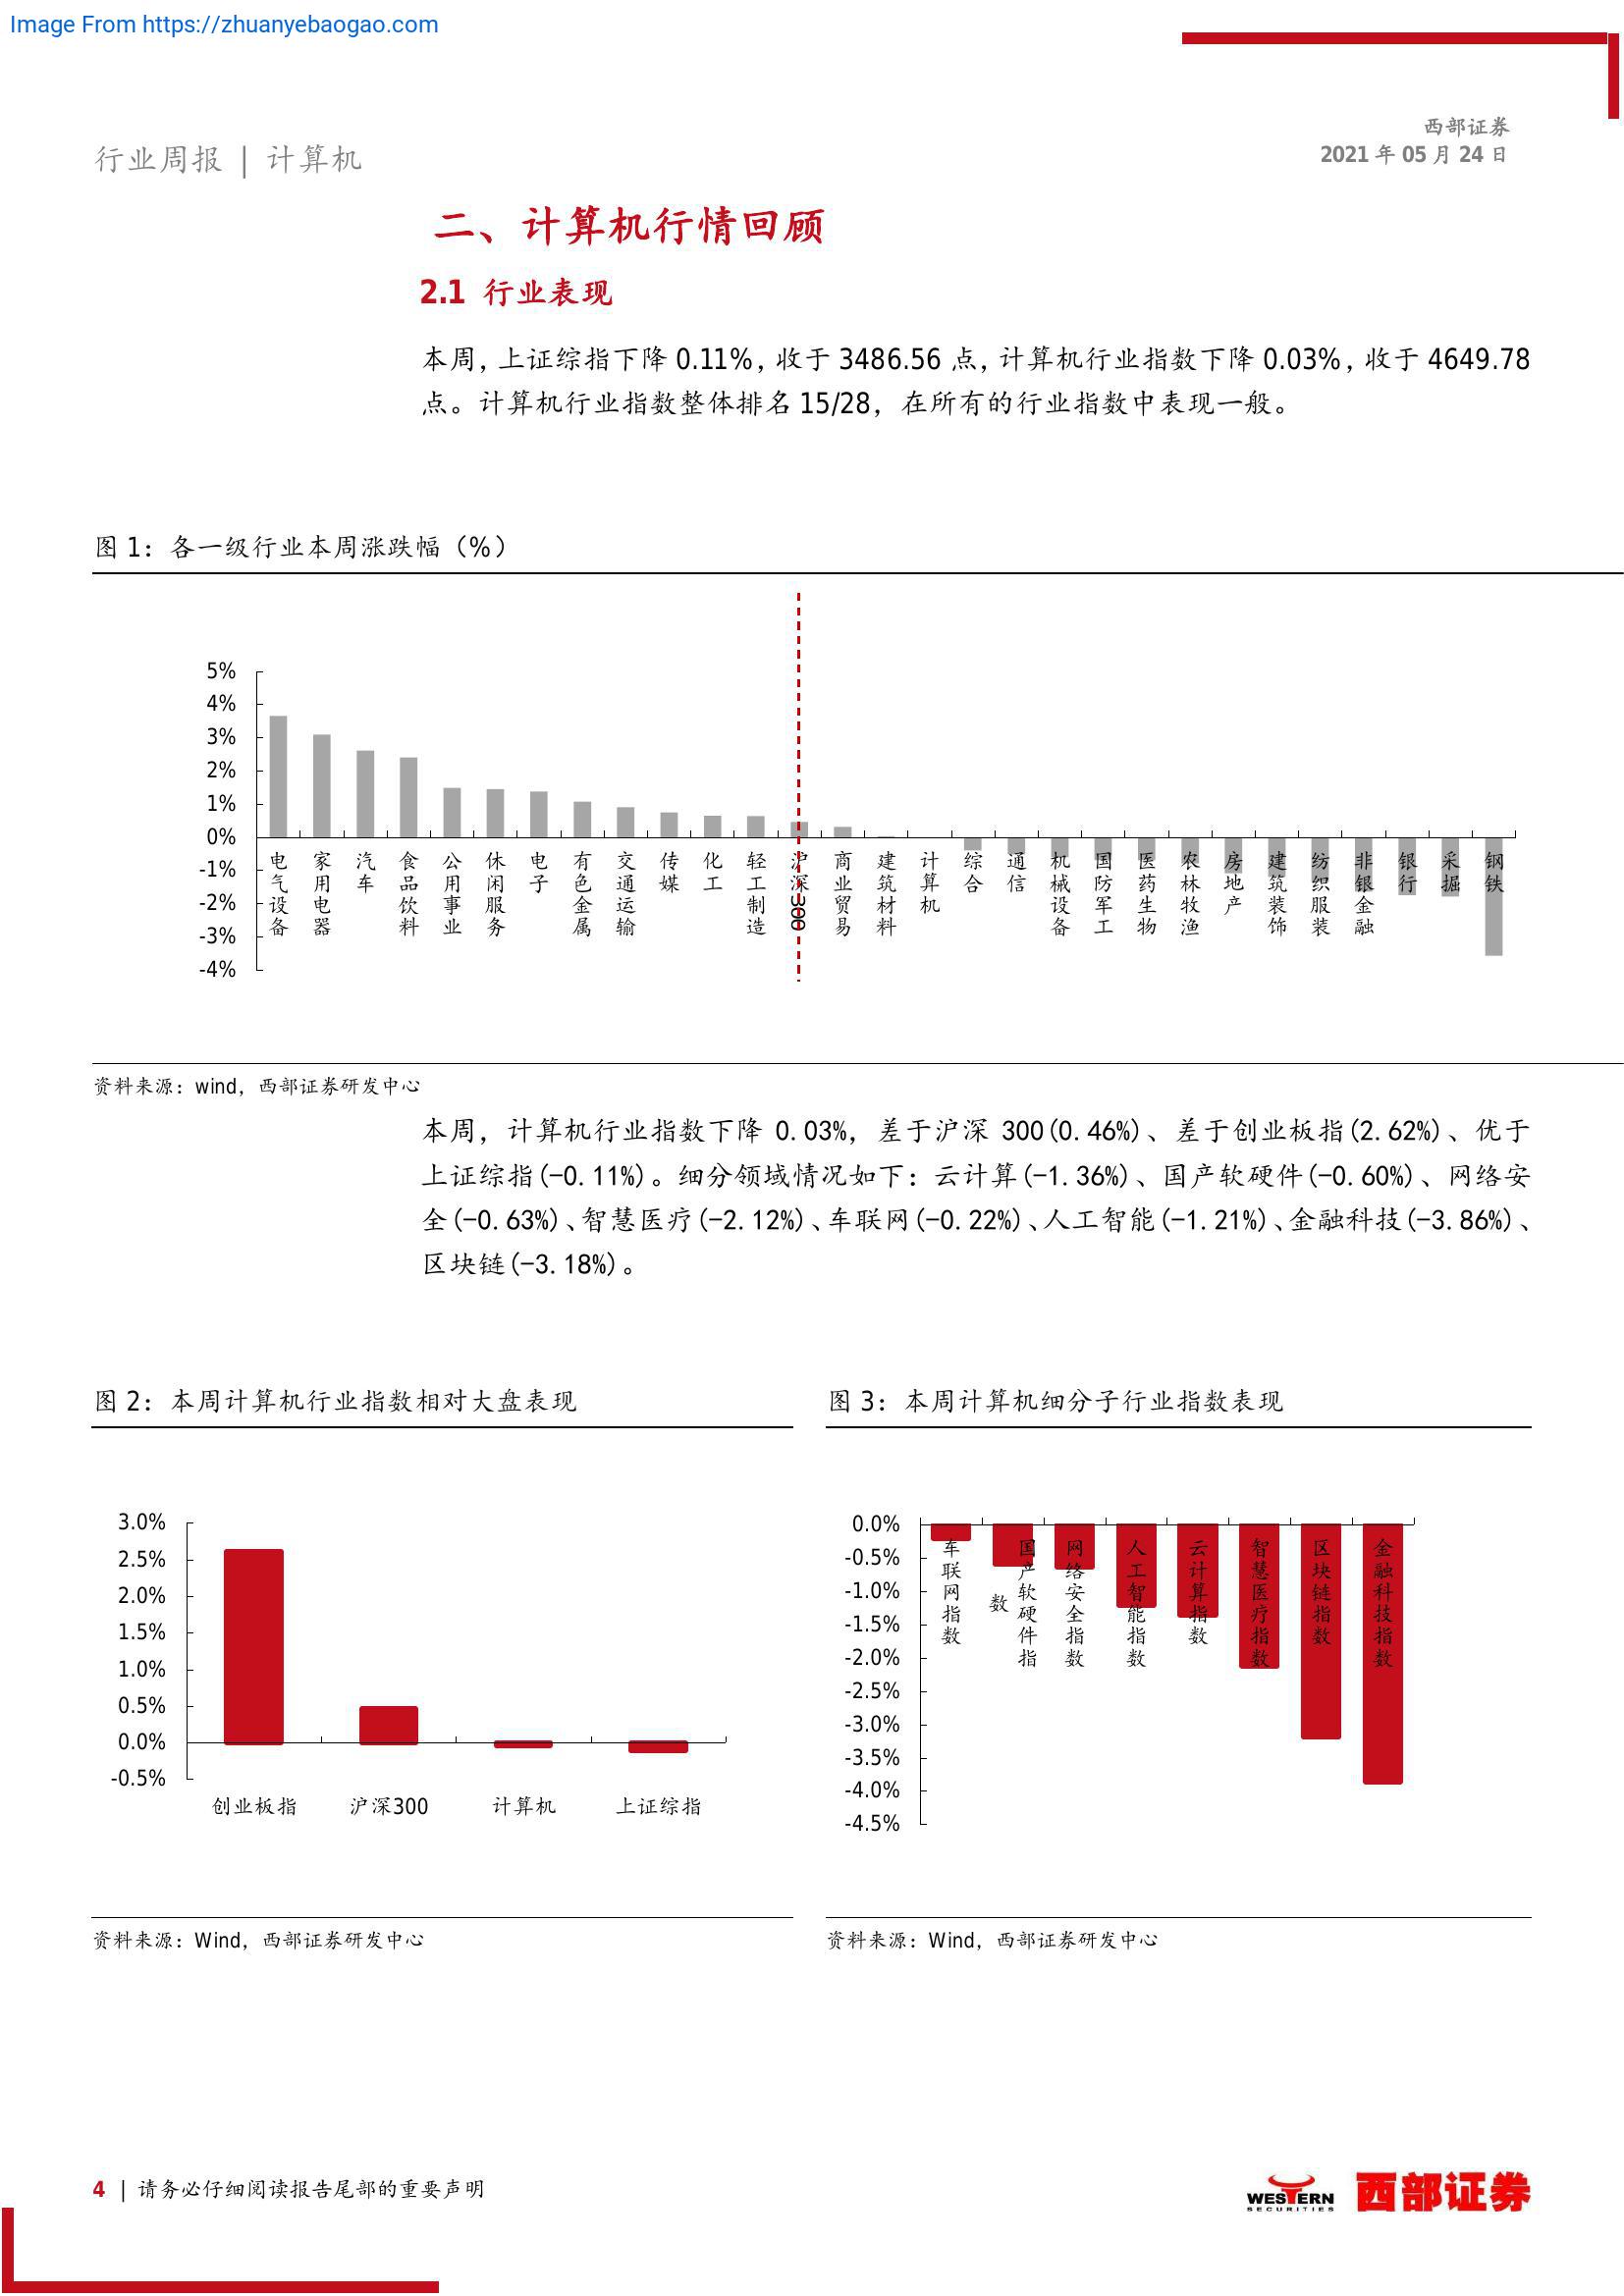 Image From https://zhuanyebaogao.com
西部证券
行业周报 | 计算机
2021 年 05 月 24 日
二、计算机行情回顾
2.1 行业表现
本周，上证综指下降 0.11%，收于 3486.56 点，计算机行业指数下降 0.03%，收于 4649.78
点。计算机行业指数整体排名 15/28，在所有的行业指数中表现一般。
图 1：各一级行业本周涨跌幅（%）
5%
4%
3%
2%
1%
0%
-1%
-2%
-3%
-4%
电气设备
家用电器
汽车
食品饮料
公用事业
休闲服务
电子
有色金属
交通运输
传媒
化工
轻工制造
沪深300
商业贸易
建筑材料
计算机
综合
通信
机械设备
国防军工
医药生物
农林牧渔
房地产
建筑装饰
纺织服装
非银金融
银行
采掘
钢铁
资料来源：wind，西部证券研发中心
本周，计算机行业指数下降 0.03%，差于沪深 300(0.46%)、差于创业板指(2.62%)、优于
上证综指(-0.11%)。细分领域情况如下：云计算(-1.36%)、国产软硬件(-0.60%)、网络安
全(-0.63%)、智慧医疗(-2.12%)、车联网(-0.22%)、人工智能(-1.21%)、金融科技(-3.86%)、
区块链(-3.18%)。
图 2：本周计算机行业指数相对大盘表现
3.0%
2.5%
2.0%
1.5%
1.0%
0.5%
0.0%
-0.5%
创业板指
沪深300
计算机
上证综指
资料来源：Wind，西部证券研发中心
图 3：本周计算机细分子行业指数表现
0.0%
-0.5%
-1.0%
-1.5%
-2.0%
-2.5%
-3.0%
-3.5%
-4.0%
-4.5%
车联网指数
国产软硬件指
数
网络安全指数
人工智能指数
云计算指数
智慧医疗指数
区块链指数
金融科技指数
资料来源：Wind，西部证券研发中心
4 | 请务必仔细阅读报告尾部的重要声明
WESTERN
SECURITIES
西部证券